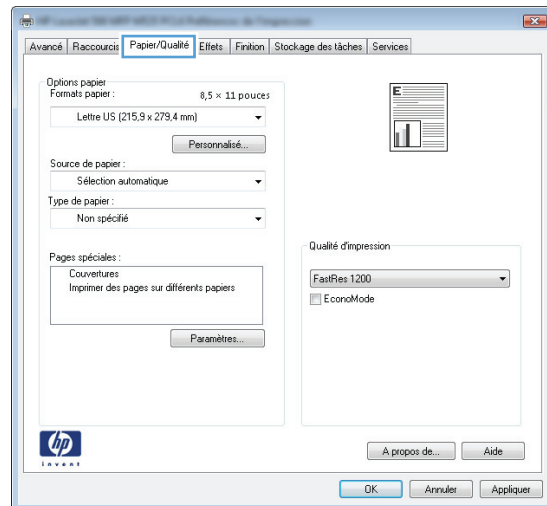 Avancé Raccourcis Papier/Qualité Effets Finition Stockage des tâches Services
Options papier
Formats papier : 8,5 × 11 pouces
Lettre US (215,9 x 279,4 mm)
Personnalisé...
Source de papier :
Sélection automatique
Type de papier :
Non spécifié
Pages spéciales :
Couvertures
Imprimer des pages sur différents papiers
Paramètres...
E
Qualité d'impression
FastRes 1200
EconoMode
hp
invent
A propos de... Aide
OK Annuler Appliquer